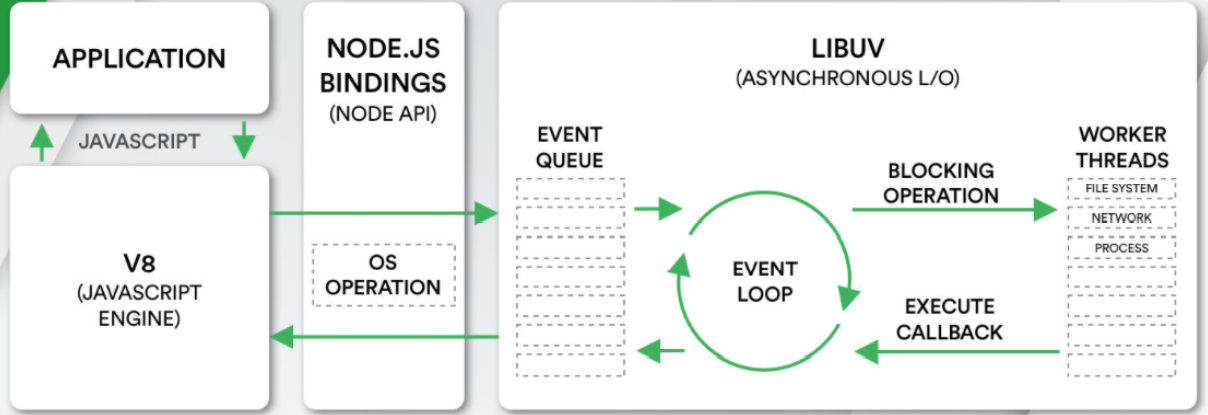 APPLICATION
JAVASCRIPT
V8
(JAVASCRIPT
ENGINE)
NODE.JS
BINDINGS
(NODE API)
OS
OPERATION
LIBUV
(ASYNCHRONOUS L/O)
EVENT
QUEUE
EVENT
LOOP
BLOCKING
OPERATION
EXECUTE
CALLBACK
WORKER
THREADS
FILE SYSTEM
NETWORK
PROCESS